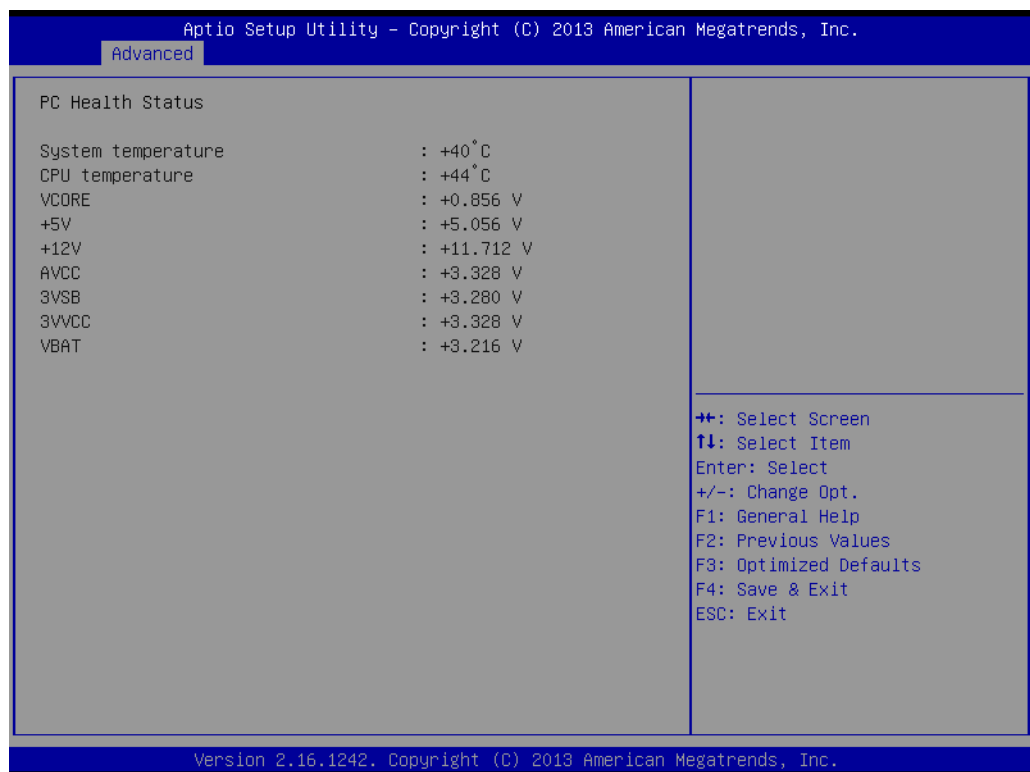 Aptio Setup Utility – Copyright (C) 2013 American Megatrends, Inc.
Advanced
PC Health Status
System temperature : +40°C
CPU temperature : +44°C
VCORE : +0.856 V
+5V : +5.056 V
+12V : +11.712 V
AVCC : +3.328 V
3VSB : +3.280 V
3VVCC : +3.328 V
VBAT : +3.216 V
→←: Select Screen
↑↓: Select Item
Enter: Select
+/-: Change Opt.
F1: General Help
F2: Previous Values
F3: Optimized Defaults
F4: Save & Exit
ESC: Exit
Version 2.16.1242. Copyright (C) 2013 American Megatrends, Inc.